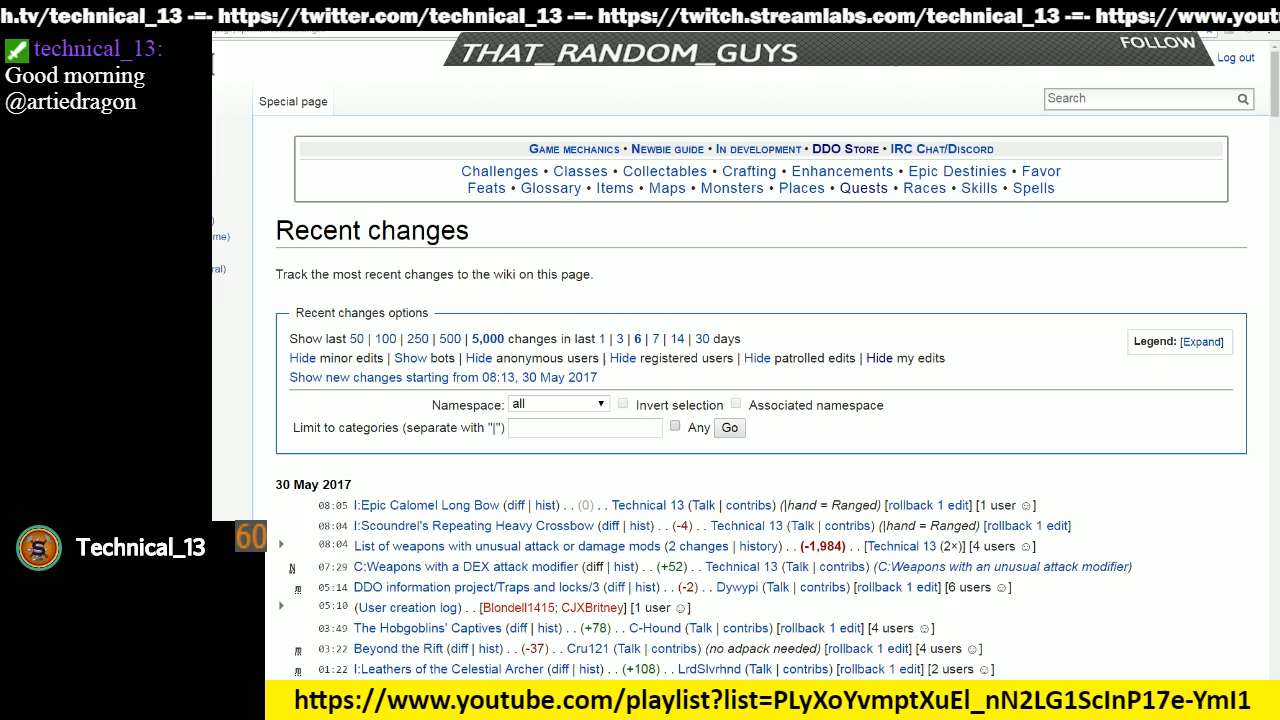 h.tv/technical_13 -=- https://twitter.com/technical_13 -=- https://twitch.streamlabs.com/technical_13 -=- https://www.yout
technical_13:
Good morning
@artiedragon
THAT_RANDOM_GUYS
FOLLOW
Log out
Special page
Search
Game mechanics • Newbie guide • In development • DDO Store • IRC Chat/Discord
Challenges • Classes • Collectables • Crafting • Enhancements • Epic Destinies • Favor
Feats • Glossary • Items • Maps • Monsters • Places • Quests • Races • Skills • Spells
Recent changes
)
me)
ral)
Track the most recent changes to the wiki on this page.
Recent changes options
Show last 50 | 100 | 250 | 500 | 5,000 changes in last 1 | 3 | 6 | 7 | 14 | 30 days
Legend: [Expand]
Hide minor edits | Show bots | Hide anonymous users | Hide registered users | Hide patrolled edits | Hide my edits
Show new changes starting from 08:13, 30 May 2017
Namespace: all Invert selection Associated namespace
Limit to categories (separate with "|") Any Go
30 May 2017
08:05 I:Epic Calomel Long Bow (diff | hist) . . (0) . . Technical 13 (Talk | contribs) (|hand = Ranged) [rollback 1 edit] [1 user ☺]
08:04 I:Scoundrel's Repeating Heavy Crossbow (diff | hist) . . (-4) . . Technical 13 (Talk | contribs) (|hand = Ranged) [rollback 1 edit]
08:04 List of weapons with unusual attack or damage mods (2 changes | history) . . (-1,984) . . [Technical 13 (2×)] [4 users ☺]
N 07:29 C:Weapons with a DEX attack modifier (diff | hist) . . (+52) . . Technical 13 (Talk | contribs) (C:Weapons with an unusual attack modifier)
m 05:14 DDO information project/Traps and locks/3 (diff | hist) . . (-2) . . Dywypi (Talk | contribs) [rollback 1 edit] [6 users ☺]
05:10 (User creation log) . . [Blondell1415; CJXBritney] [1 user ☺]
03:49 The Hobgoblins' Captives (diff | hist) . . (+78) . . C-Hound (Talk | contribs) [rollback 1 edit] [4 users ☺]
m 03:22 Beyond the Rift (diff | hist) . . (-37) . . Cru121 (Talk | contribs) (no adpack needed) [rollback 1 edit] [4 users ☺]
m 01:22 I:Leathers of the Celestial Archer (diff | hist) . . (+108) . . LrdSlvrhnd (Talk | contribs) [rollback 1 edit] [2 users ☺]
Technical_13
60
https://www.youtube.com/playlist?list=PLyXoYvmptXuEl_nN2LG1ScInP17e-YmI1